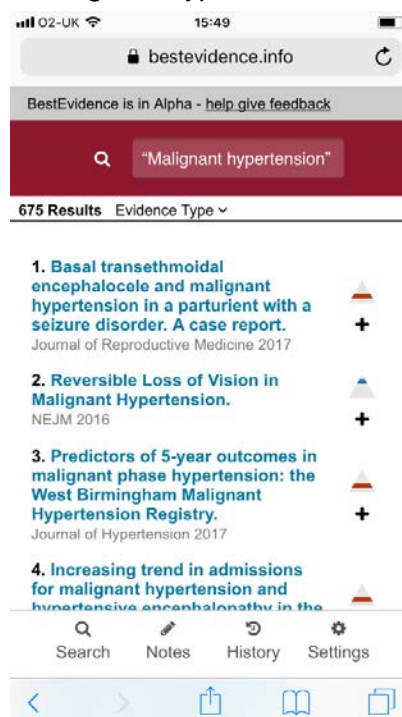 O2-UK 15:49
bestevidence.info
BestEvidence is in Alpha - help give feedback
“Malignant hypertension”
675 Results Evidence Type
1. Basal transethmoidal
encephalocele and malignant
hypertension in a parturient with a
seizure disorder. A case report.
Journal of Reproductive Medicine 2017
2. Reversible Loss of Vision in
Malignant Hypertension.
NEJM 2016
3. Predictors of 5-year outcomes in
malignant phase hypertension: the
West Birmingham Malignant
Hypertension Registry.
Journal of Hypertension 2017
4. Increasing trend in admissions
for malignant hypertension and
hypertensive encephalopathy in the
Search Notes History Settings